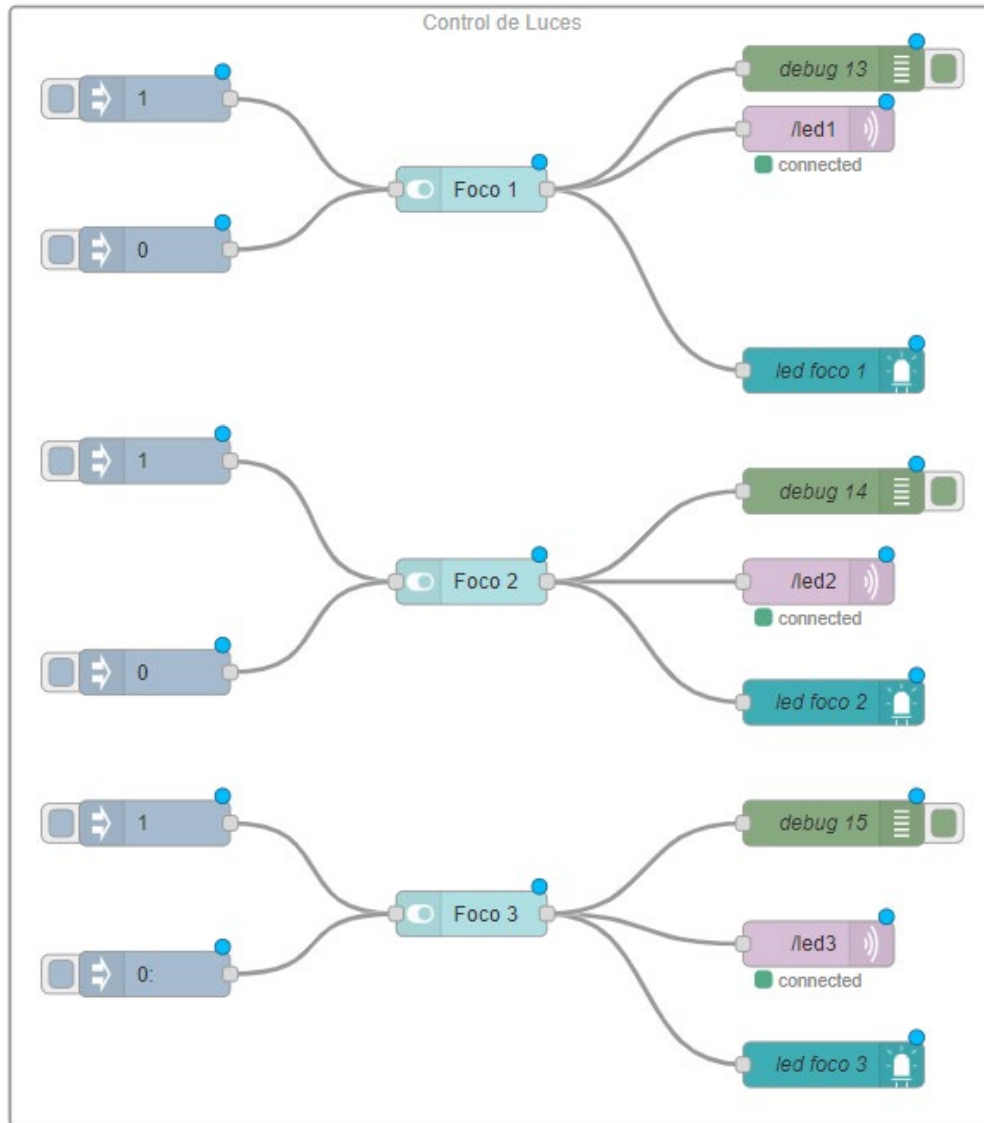 Control de Luces
1
0
Foco 1
debug 13
/led1
connected
led foco 1
1
0
Foco 2
debug 14
/led2
connected
led foco 2
1
0:
Foco 3
debug 15
/led3
connected
led foco 3